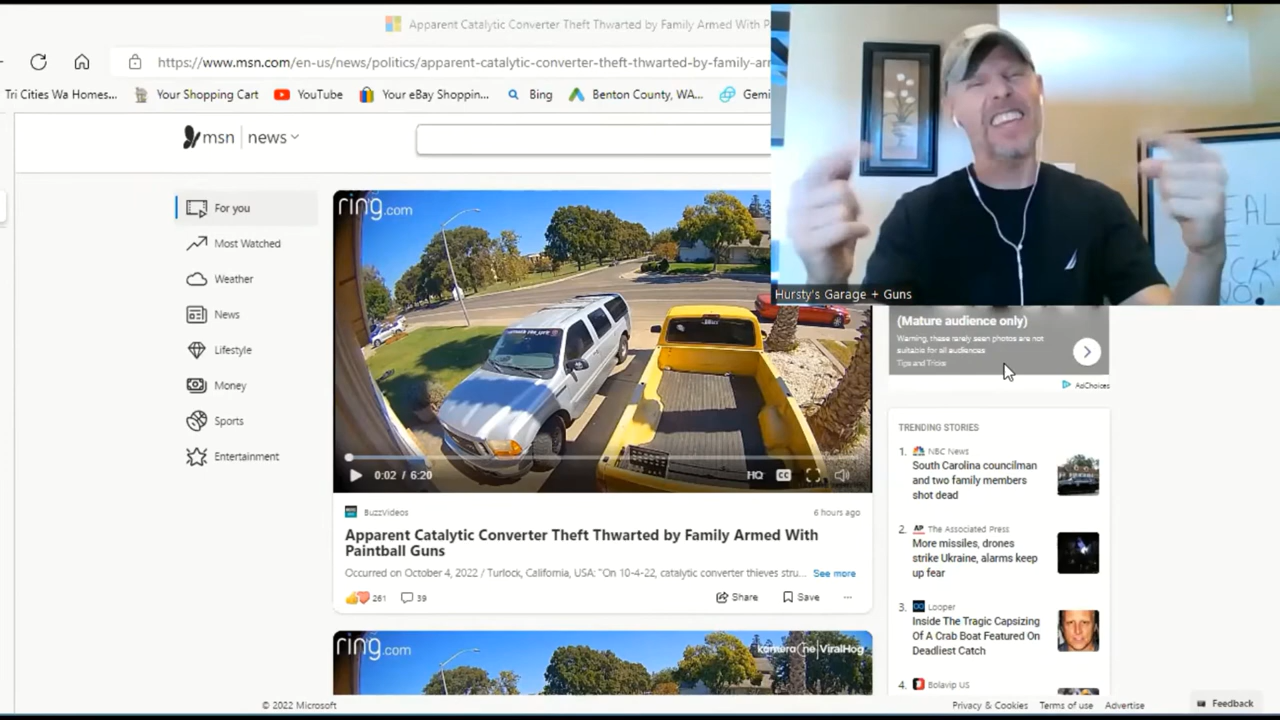 Apparent Catalytic Converter Theft Thwarted by Family Armed With P
https://www.msn.com/en-us/news/politics/apparent-catalytic-converter-theft-thwarted-by-family-arm
Tri Cities Wa Homes...
Your Shopping Cart
YouTube
Your eBay Shoppin...
Bing
Benton County, WA...
Gemi
msn | news
For you
Most Watched
Weather
News
Lifestyle
Money
Sports
Entertainment
ring.com
0:02 / 6:20
HQ
CC
BuzzVideos
6 hours ago
Apparent Catalytic Converter Theft Thwarted by Family Armed With
Paintball Guns
Occurred on October 4, 2022 / Turlock, California, USA: "On 10-4-22, catalytic converter thieves stru...
See more
261
39
Share
Save
...
ring.com
kameraOne | ViralHog
Hursty's Garage + Guns
(Mature audience only)
Warning, these rarely seen photos are not
suitable for all audiences
Tips and Tricks
AdChoices
TRENDING STORIES
1.
NBC News
South Carolina councilman
and two family members
shot dead
2.
AP
The Associated Press
More missiles, drones
strike Ukraine, alarms keep
up fear
3.
Looper
Inside The Tragic Capsizing
Of A Crab Boat Featured On
Deadliest Catch
4.
Bolavip US
© 2022 Microsoft
Privacy & Cookies
Terms of use
Advertise
Feedback